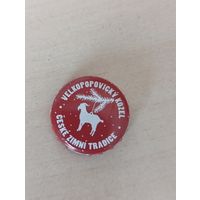 VELKOPOPOVICKÝ KOZEL
ČESKÉ ZIMNÍ TRADICE